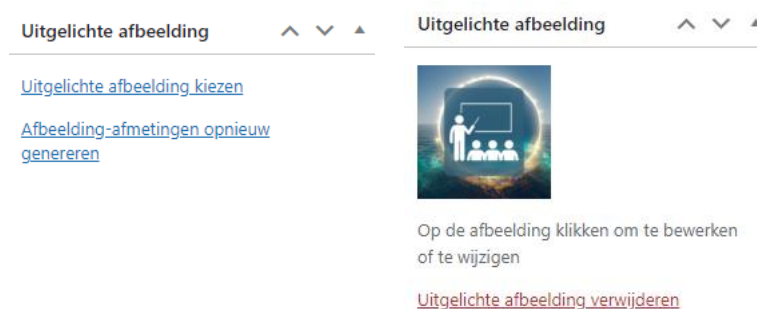 Uitgelichte afbeelding
Uitgelichte afbeelding kiezen
Afbeelding-afmetingen opnieuw
genereren
Uitgelichte afbeelding
Op de afbeelding klikken om te bewerken
of te wijzigen
Uitgelichte afbeelding verwijderen